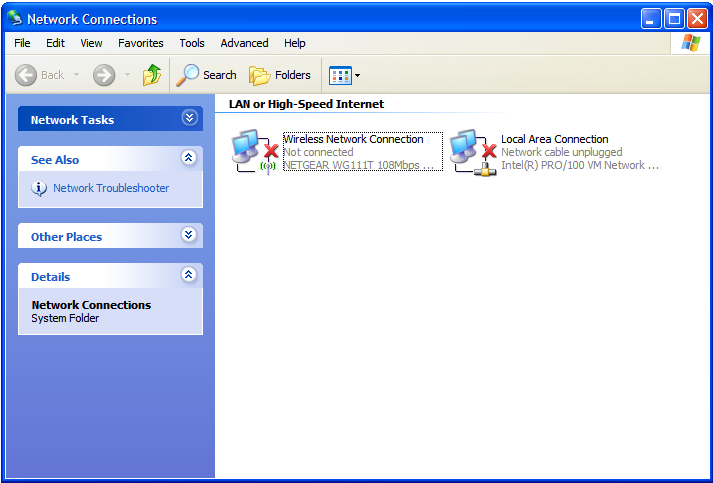 Network Connections
File Edit View Favorites Tools Advanced Help
Back Search Folders
Network Tasks
See Also
Network Troubleshooter
Other Places
Details
Network Connections
System Folder
LAN or High-Speed Internet
Wireless Network Connection
Not connected
NETGEAR WG111T 108Mbps ...
Local Area Connection
Network cable unplugged
Intel(R) PRO/100 VM Network ...